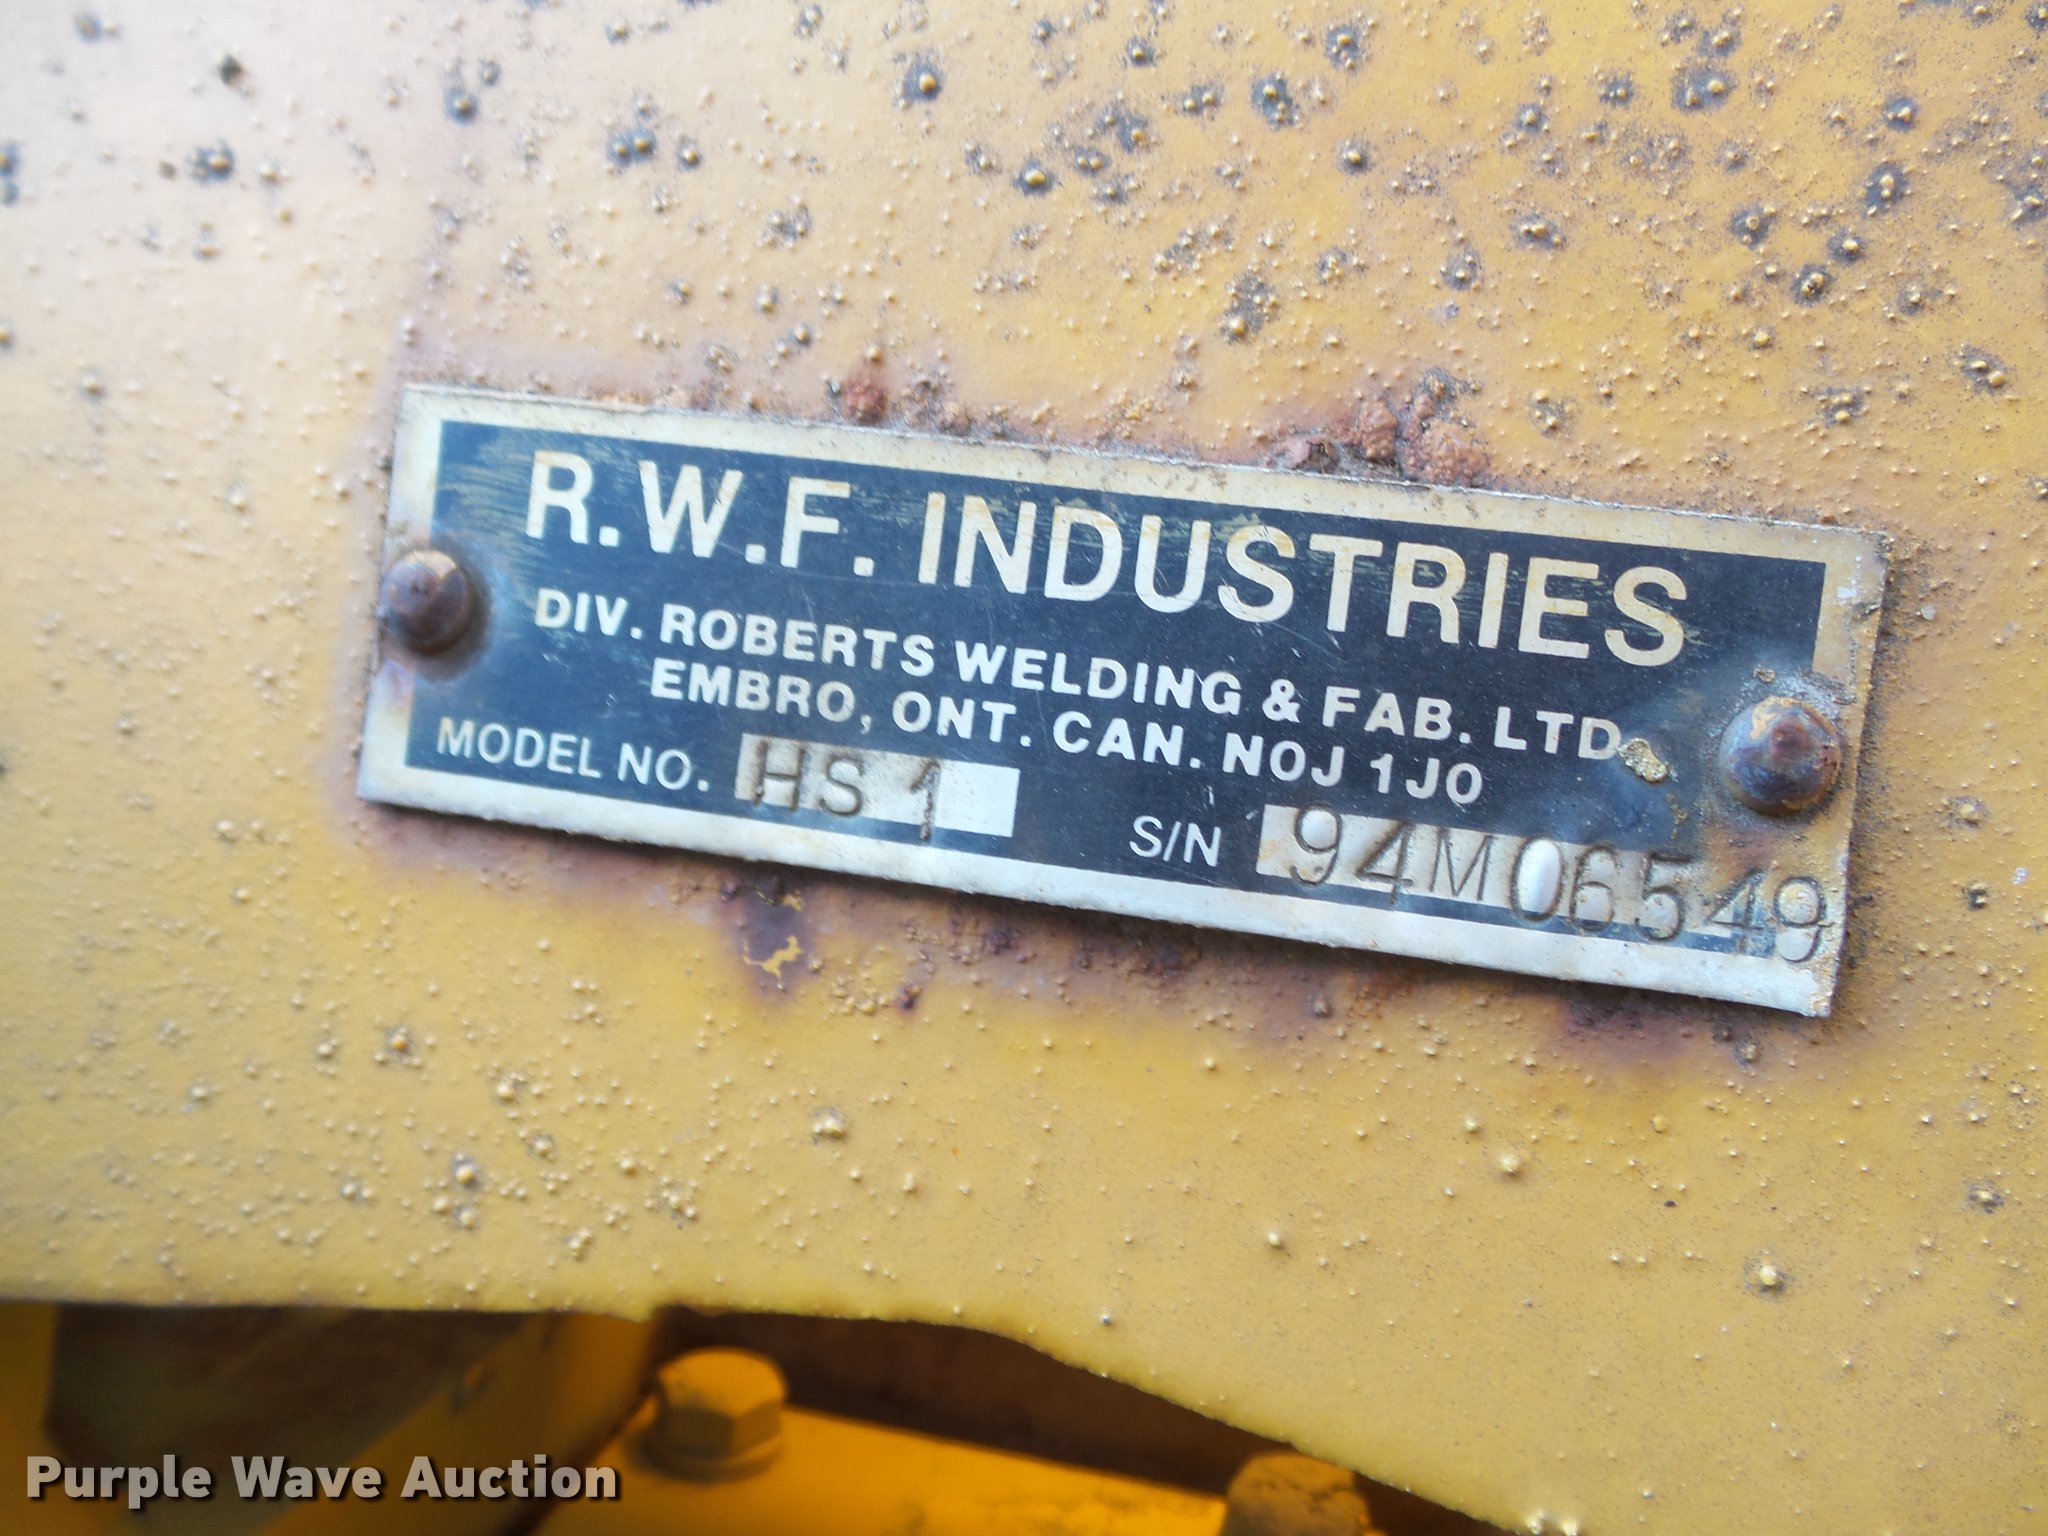 R.W.F. INDUSTRIES
DIV. ROBERTS WELDING & FAB. LTD.
EMBRO, ONT. CAN. N0J 1J0
MODEL NO. HS 1 S/N 94M06549
Purple Wave Auction